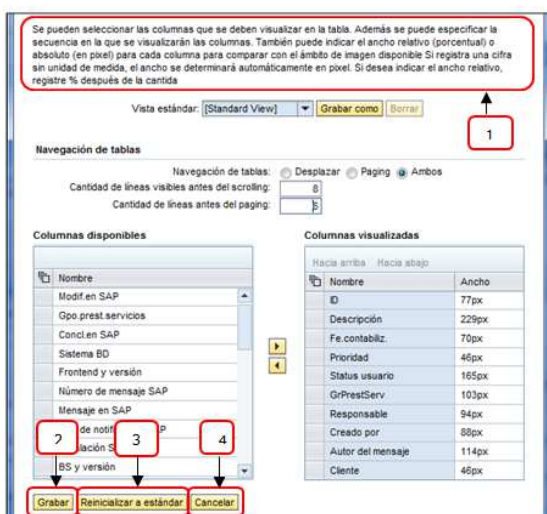 Se pueden seleccionar las columnas que se deben visualizar en la tabla. Además se puede especificar la
secuencia en la que se visualizarán las columnas. También puede indicar el ancho relativo (porcentual) o
absoluto (en pixel) para cada columna para comparar con el ámbito de imagen disponible Si registra una cifra
sin unidad de medida, el ancho se determinará automáticamente en pixel. Si desea indicar el ancho relativo,
registre % después de la cantida
Vista estándar: [Standard View] Grabar como Borrar
1
Navegación de tablas
Navegación de tablas: Desplazar Paging Ambos
Cantidad de líneas visibles antes del scrolling: 8
Cantidad de líneas antes del paging: 5
Columnas disponibles Columnas visualizadas
Hacia arriba Hacia abajo
Nombre Nombre Ancho
Modif.en SAP ID 77px
Gpo.prest.servicios Descripción 229px
Concl.en SAP Fe.contabiliz. 70px
Sistema BD Prioridad 46px
Frontend y versión Status usuario 165px
Número de mensaje SAP GrPrestServ 103px
Mensaje en SAP Responsable 94px
de notif P Creado por 88px
lación S Autor del mensaje 114px
BS y versión Cliente 46px
2 3 4
Grabar Reinicializar a estándar Cancelar